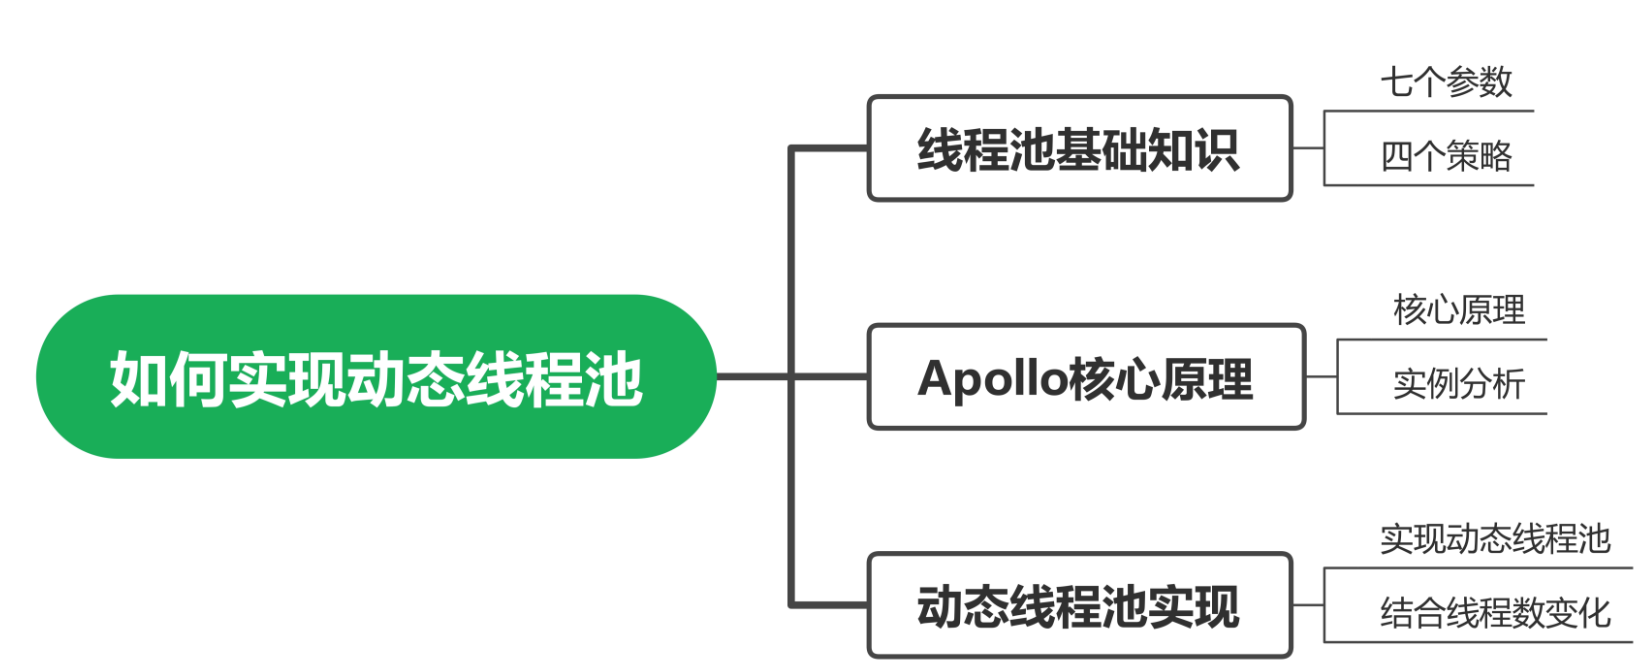 如何实现动态线程池
线程池基础知识
七个参数
四个策略
Apollo核心原理
核心原理
实例分析
动态线程池实现
实现动态线程池
结合线程数变化